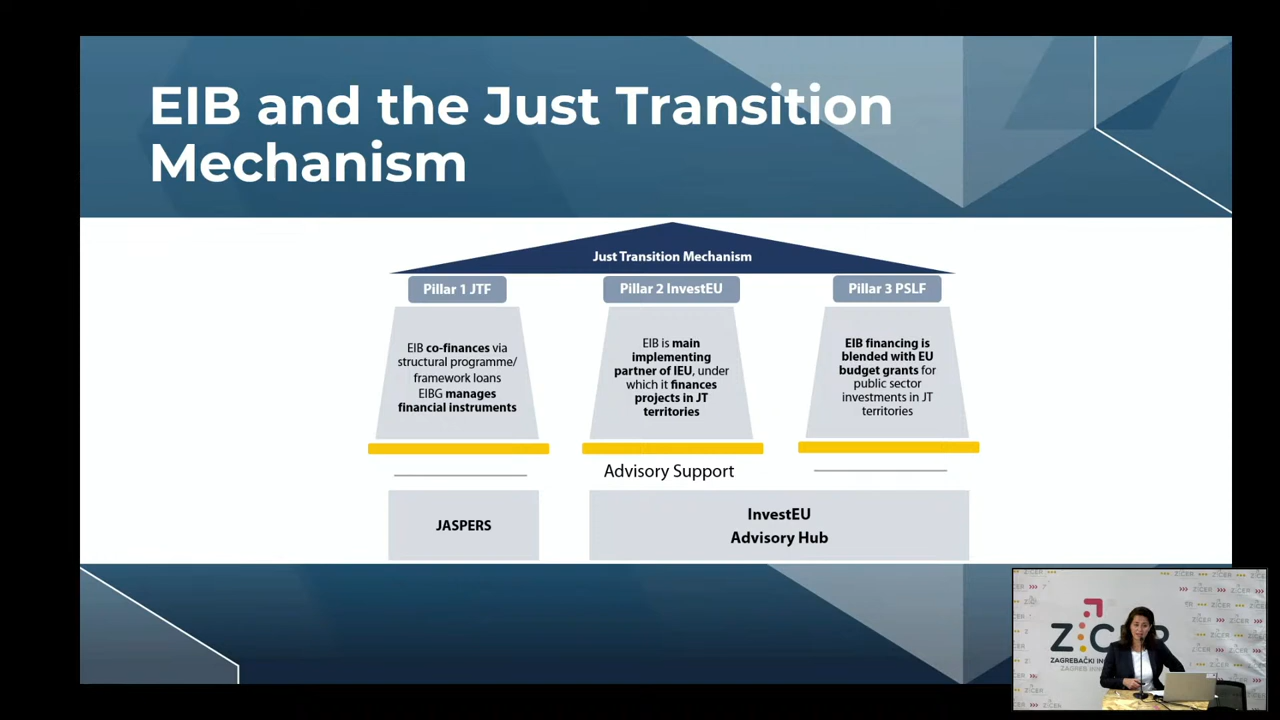 EIB and the Just Transition
Mechanism
Just Transition Mechanism
Pillar 1 JTF
EIB co-finances via
structural programme/
framework loans
EIBG manages
financial instruments
Pillar 2 InvestEU
EIB is main
implementing
partner of IEU, under
which it finances
projects in JT
territories
Pillar 3 PSLF
EIB financing is
blended with EU
budget grants for
public sector
investments in JT
territories
Advisory Support
JASPERS
InvestEU
Advisory Hub
ZICER
ZAGREBAČKI
ZAGREB